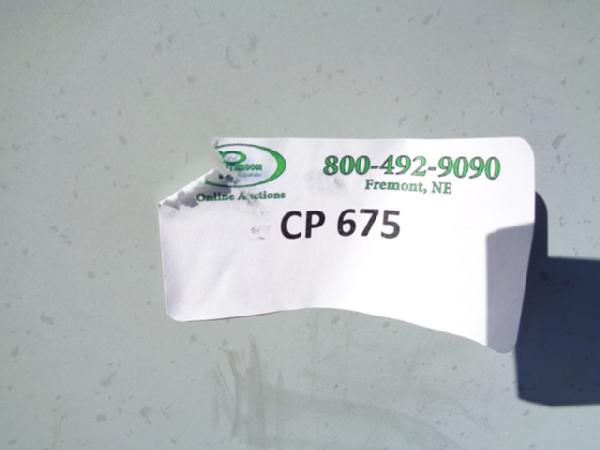 800-492-9090
Fremont, NE
Online Auctions
CP 675